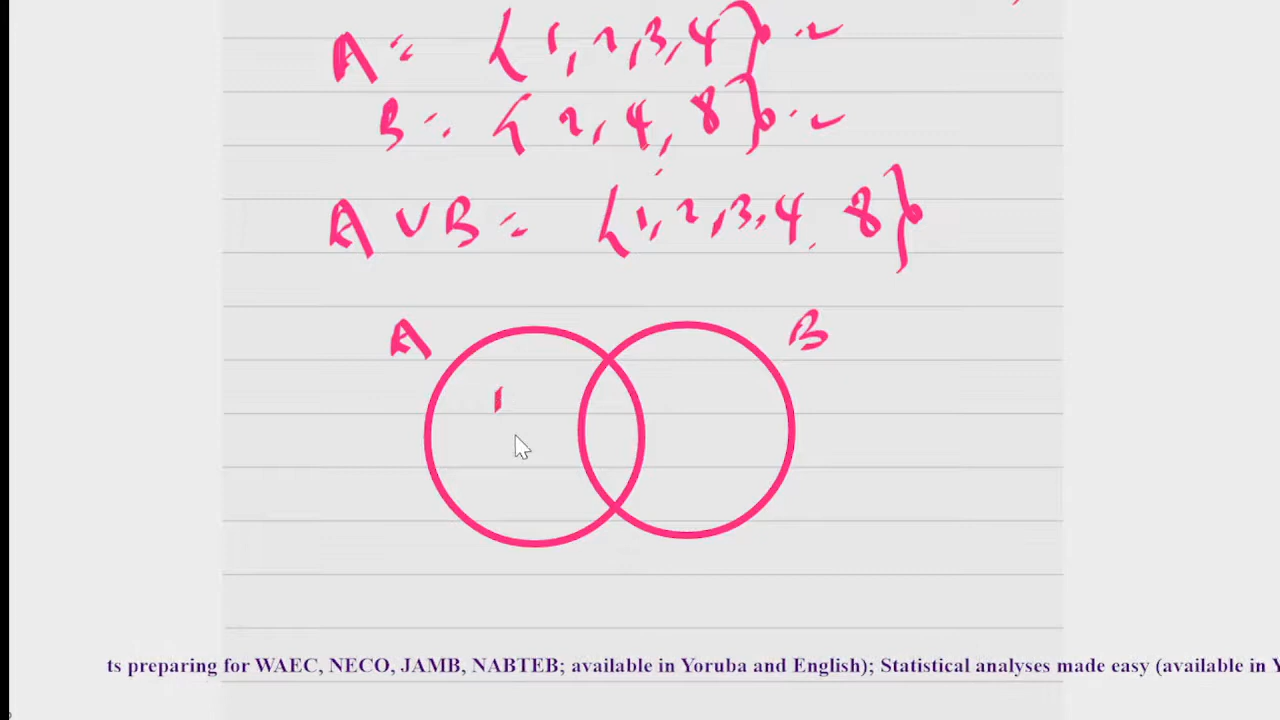 A = {1, 2, 3, 4}.
B = {2, 4, 8}.
A ∪ B = {1, 2, 3, 4, 8}
A B
1
ts preparing for WAEC, NECO, JAMB, NABTEB; available in Yoruba and English); Statistical analyses made easy (available in Y